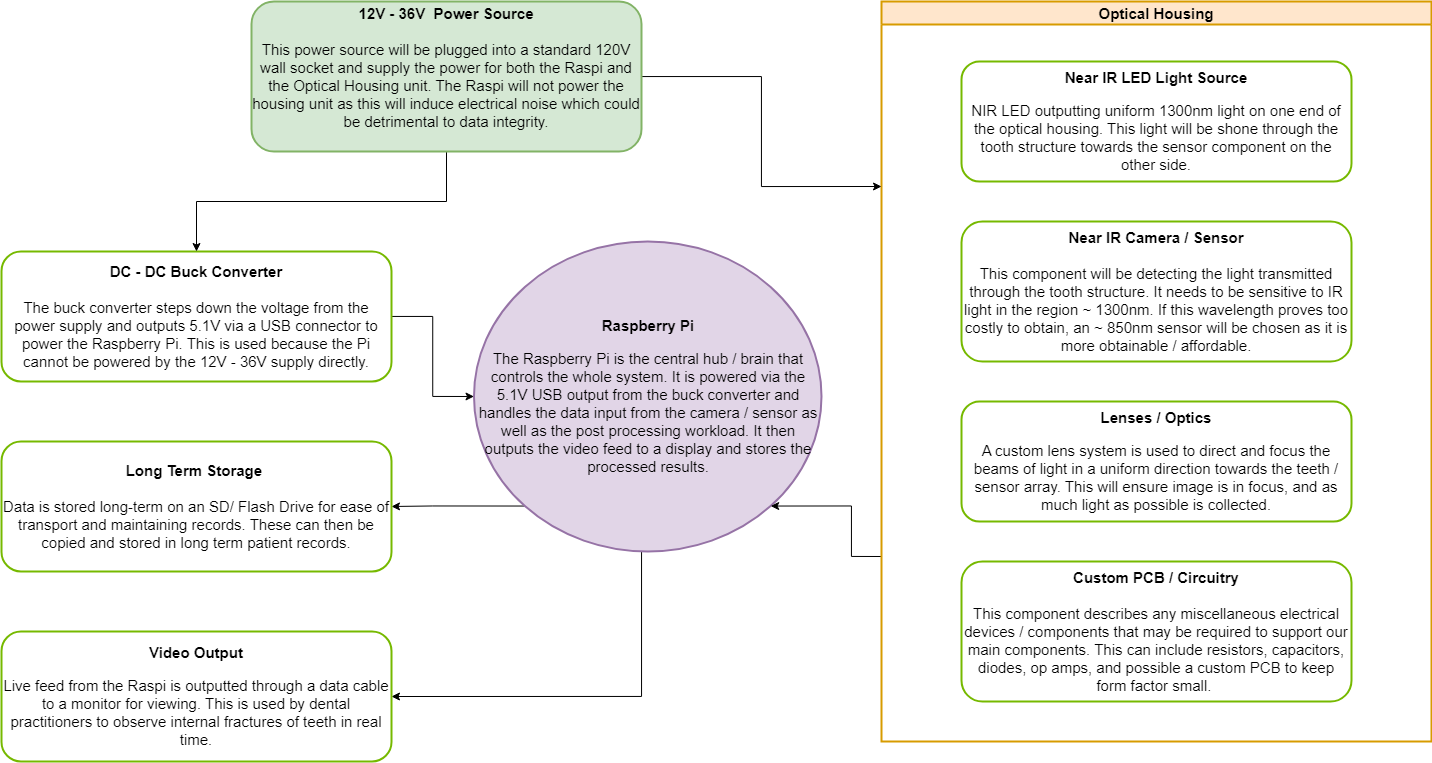 12V - 36V  Power Source
This power source will be plugged into a standard 120V
wall socket and supply the power for both the Raspi and
the Optical Housing unit. The Raspi will not power the
housing unit as this will induce electrical noise which could
be detrimental to data integrity.
Optical Housing
Near IR LED Light Source
NIR LED outputting uniform 1300nm light on one end of
the optical housing. This light will be shone through the
tooth structure towards the sensor component on the
other side.
Near IR Camera / Sensor
This component will be detecting the light transmitted
through the tooth structure. It needs to be sensitive to IR
light in the region ~ 1300nm. If this wavelength proves too
costly to obtain, an ~ 850nm sensor will be chosen as it is
more obtainable / affordable.
Lenses / Optics
A custom lens system is used to direct and focus the
beams of light in a uniform direction towards the teeth /
sensor array. This will ensure image is in focus, and as
much light as possible is collected.
Custom PCB / Circuitry
This component describes any miscellaneous electrical
devices / components that may be required to support our
main components. This can include resistors, capacitors,
diodes, op amps, and possible a custom PCB to keep
form factor small.
DC - DC Buck Converter
The buck converter steps down the voltage from the
power supply and outputs 5.1V via a USB connector to
power the Raspberry Pi. This is used because the Pi
cannot be powered by the 12V - 36V supply directly.
Raspberry Pi
The Raspberry Pi is the central hub / brain that
controls the whole system. It is powered via the
5.1V USB output from the buck converter and
handles the data input from the camera / sensor as
well as the post processing workload. It then
outputs the video feed to a display and stores the
processed results.
Long Term Storage
Data is stored long-term on an SD/ Flash Drive for ease of
transport and maintaining records. These can then be
copied and stored in long term patient records.
Video Output
Live feed from the Raspi is outputted through a data cable
to a monitor for viewing. This is used by dental
practitioners to observe internal fractures of teeth in real
time.